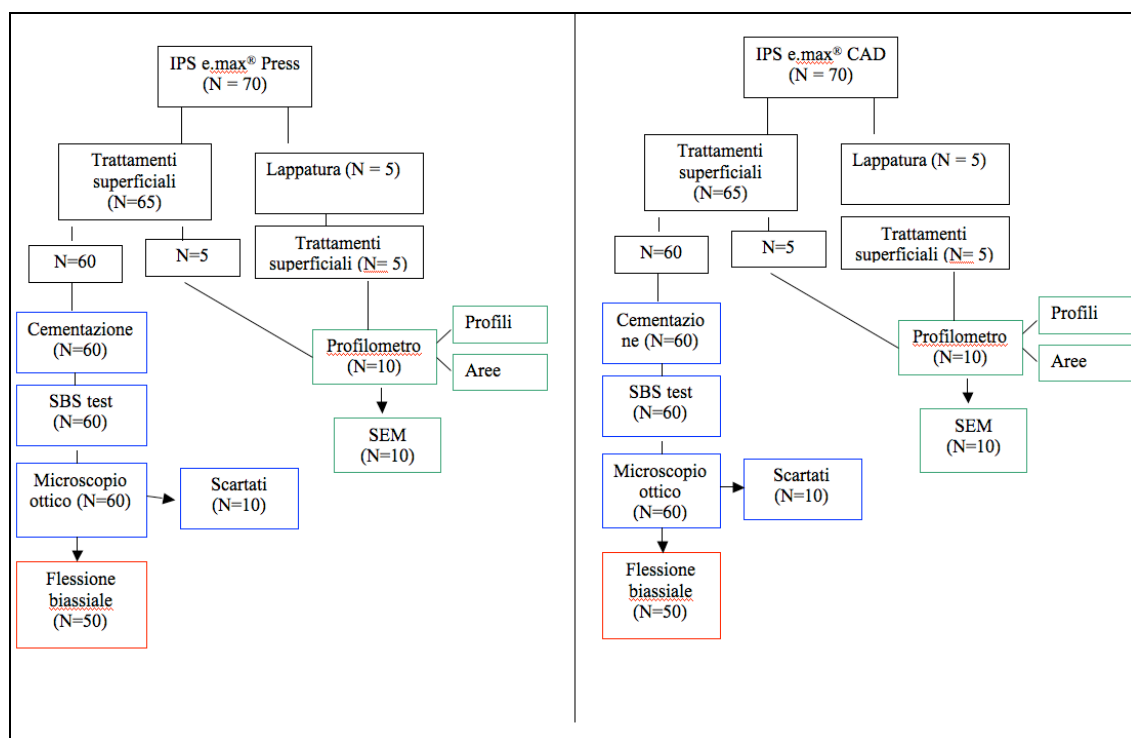 IPS e.max® Press
(N = 70)
Trattamenti
superficiali
(N=65)
Lappatura (N = 5)
N=60
N=5
Trattamenti
superficiali (N= 5)
Cementazione
(N=60)
Profilometro
(N=10)
Profili
Aree
SBS test
(N=60)
SEM
(N=10)
Microscopio
ottico (N=60)
Scartati
(N=10)
Flessione
biassiale
(N=50)
IPS e.max® CAD
(N = 70)
Trattamenti
superficiali
(N=65)
Lappatura (N = 5)
N=60
N=5
Trattamenti
superficiali (N= 5)
Cementazio
ne (N=60)
Profilometro
(N=10)
Profili
Aree
SBS test
(N=60)
SEM
(N=10)
Microscopio
ottico
(N=60)
Scartati
(N=10)
Flessione
biassiale
(N=50)